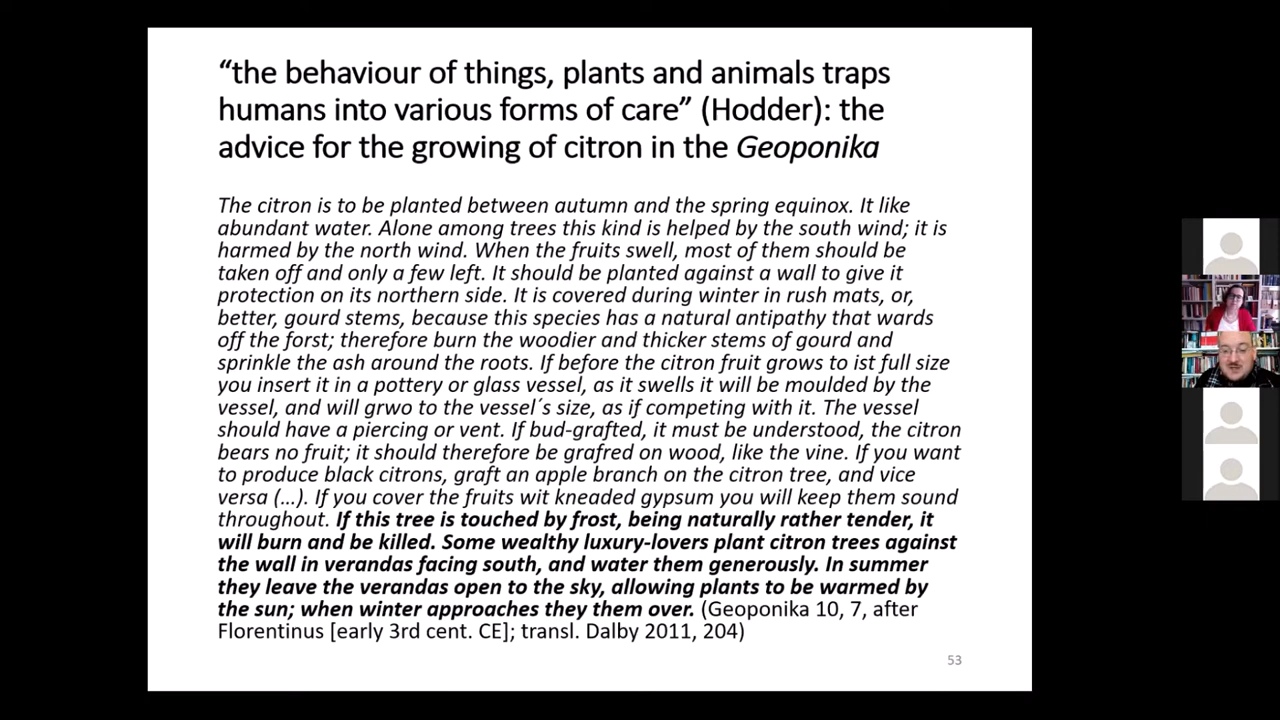 “the behaviour of things, plants and animals traps
humans into various forms of care” (Hodder): the
advice for the growing of citron in the Geoponika
The citron is to be planted between autumn and the spring equinox. It like
abundant water. Alone among trees this kind is helped by the south wind; it is
harmed by the north wind. When the fruits swell, most of them should be
taken off and only a few left. It should be planted against a wall to give it
protection on its northern side. It is covered during winter in rush mats, or,
better, gourd stems, because this species has a natural antipathy that wards
off the forst; therefore burn the woodier and thicker stems of gourd and
sprinkle the ash around the roots. If before the citron fruit grows to ist full size
you insert it in a pottery or glass vessel, as it swells it will be moulded by the
vessel, and will grwo to the vessel´s size, as if competing with it. The vessel
should have a piercing or vent. If bud-grafted, it must be understood, the citron
bears no fruit; it should therefore be grafred on wood, like the vine. If you want
to produce black citrons, graft an apple branch on the citron tree, and vice
versa (…). If you cover the fruits wit kneaded gypsum you will keep them sound
throughout. If this tree is touched by frost, being naturally rather tender, it
will burn and be killed. Some wealthy luxury-lovers plant citron trees against
the wall in verandas facing south, and water them generously. In summer
they leave the verandas open to the sky, allowing plants to be warmed by
the sun; when winter approaches they them over. (Geoponika 10, 7, after
Florentinus [early 3rd cent. CE]; transl. Dalby 2011, 204)
53